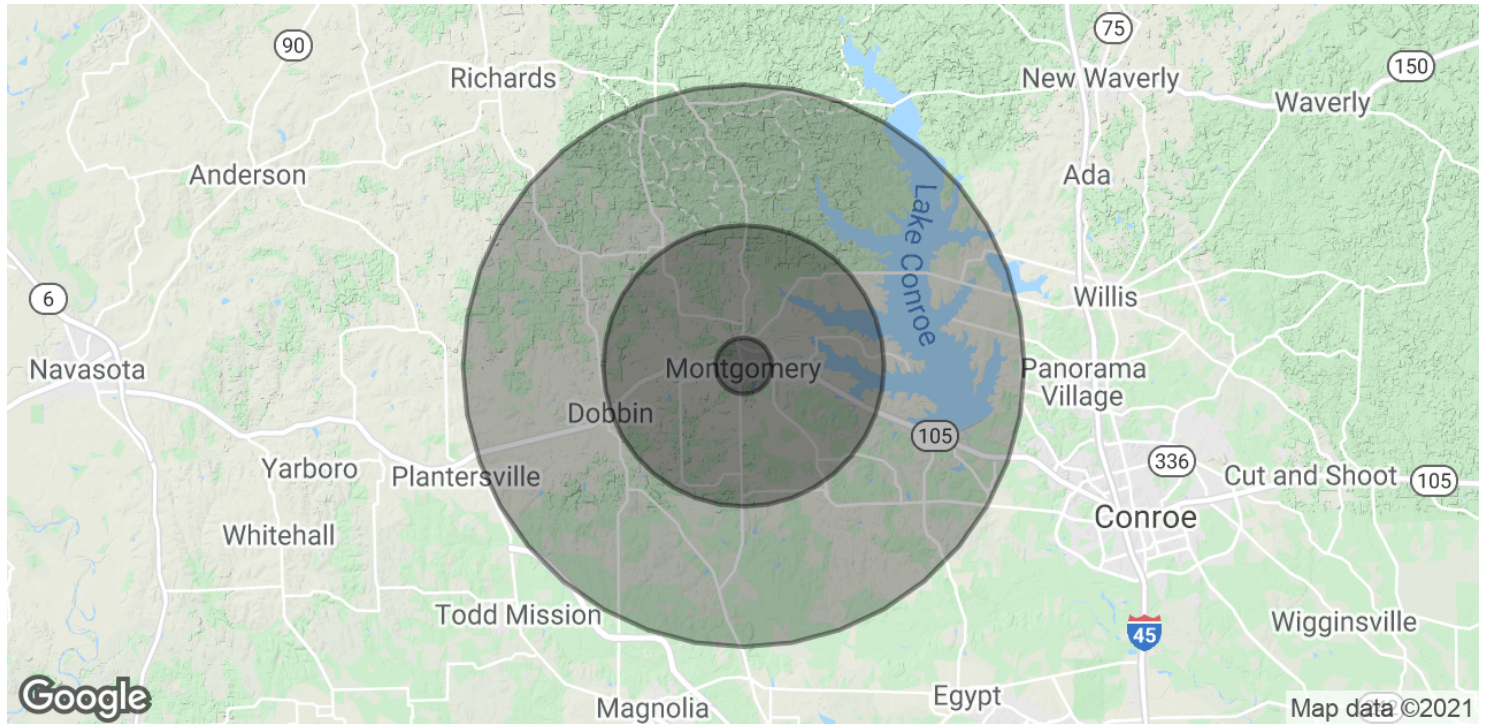 75
90
Richards
New Waverly
150
Waverly
Anderson
Ada
Lake Conroe
6
Willis
Navasota
Montgomery
Panorama
Village
Dobbin
105
336
Yarboro
Plantersville
Cut and Shoot
105
Whitehall
Conroe
Todd Mission
Wigginsville
45
Google
Magnolia
Egypt
Map data ©2021